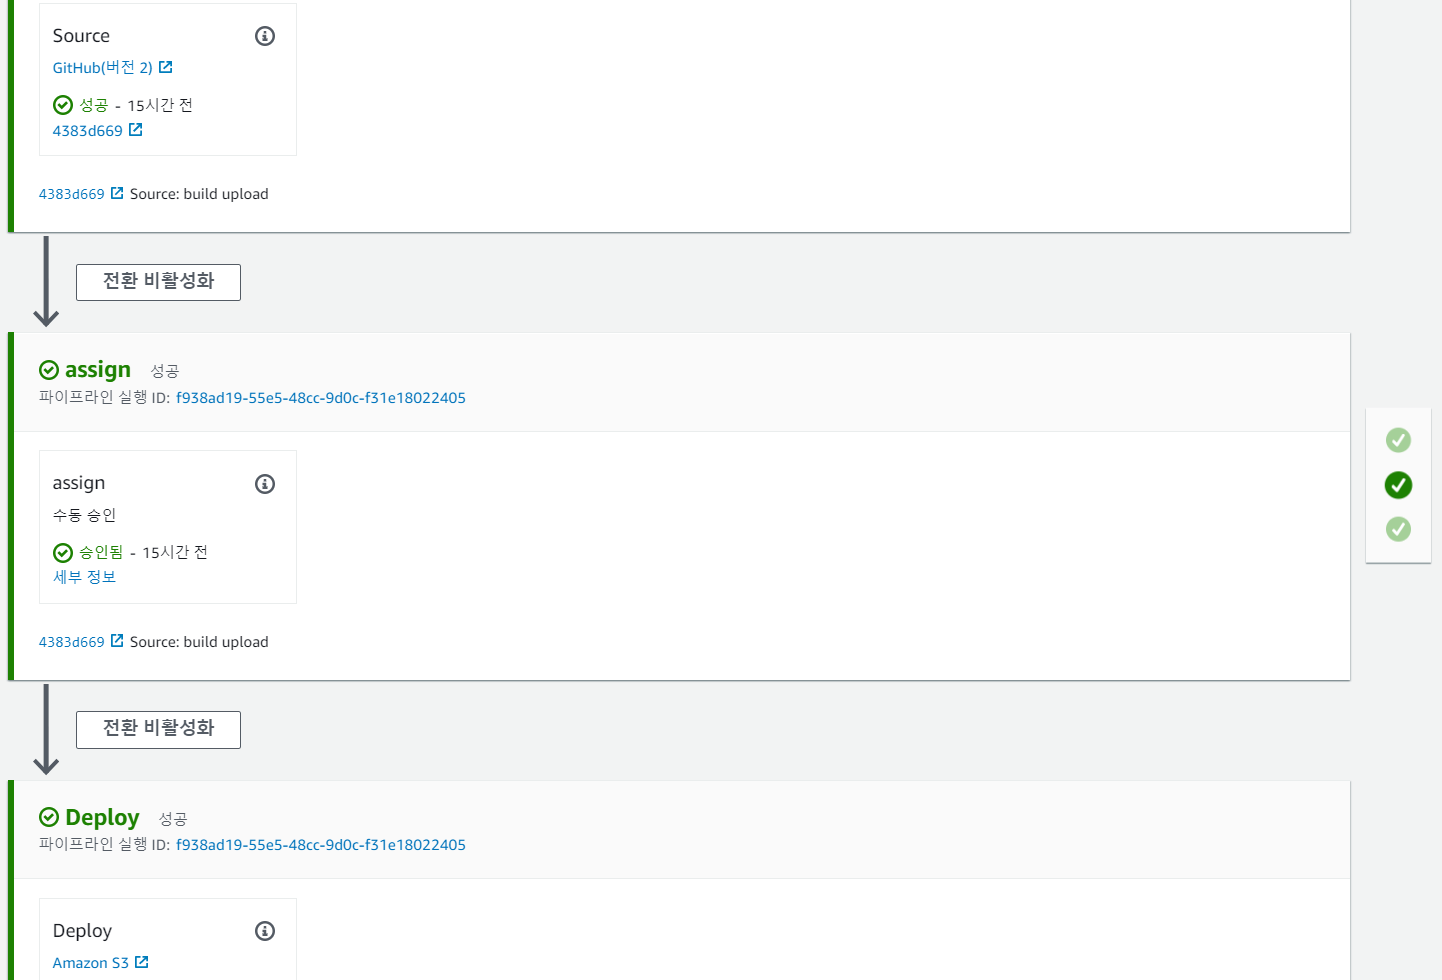 Source
GitHub(버전 2)
성공 - 15시간 전
4383d669
4383d669 Source: build upload
전환 비활성화
assign 성공
파이프라인 실행 ID: f938ad19-55e5-48cc-9d0c-f31e18022405
assign
수동 승인
승인됨 - 15시간 전
세부 정보
4383d669 Source: build upload
전환 비활성화
Deploy 성공
파이프라인 실행 ID: f938ad19-55e5-48cc-9d0c-f31e18022405
Deploy
Amazon S3